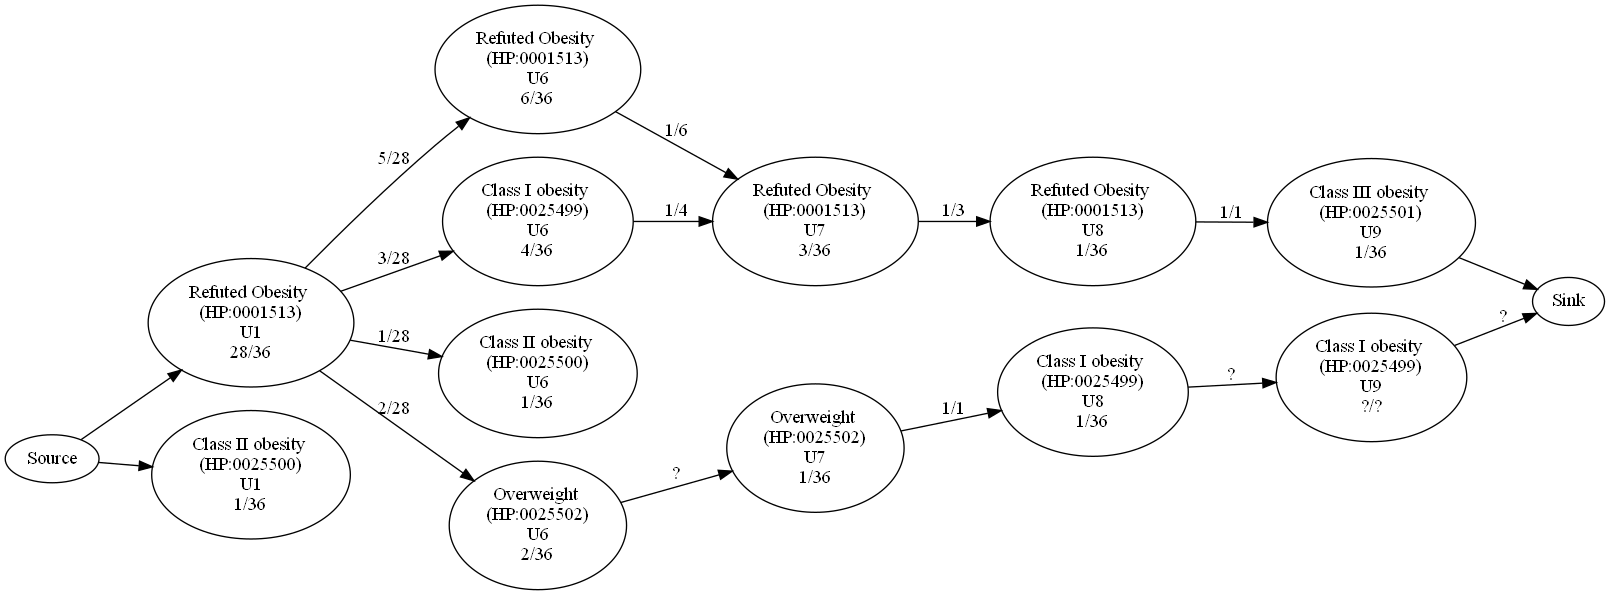 Source
Refuted Obesity
(HP:0001513)
U1
28/36
Class II obesity
(HP:0025500)
U1
1/36
5/28
3/28
1/28
2/28
Refuted Obesity
(HP:0001513)
U6
6/36
Class I obesity
(HP:0025499)
U6
4/36
Class II obesity
(HP:0025500)
U6
1/36
Overweight
(HP:0025502)
U6
2/36
1/6
1/4
?
Refuted Obesity
(HP:0001513)
U7
3/36
Overweight
(HP:0025502)
U7
1/36
1/3
1/1
Refuted Obesity
(HP:0001513)
U8
1/36
Class I obesity
(HP:0025499)
U8
1/36
1/1
?
Class III obesity
(HP:0025501)
U9
1/36
Class I obesity
(HP:0025499)
U9
?/?
?
Sink